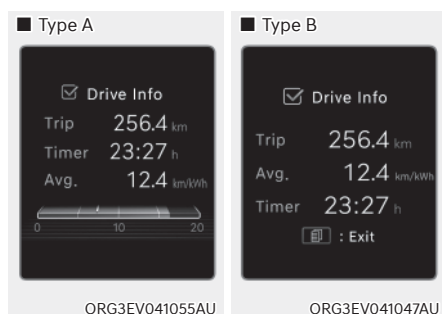 ■ Type A
Drive Info
Trip 256.4 km
Timer 23:27 h
Avg. 12.4 km/kWh
0 10 20
ORG3EV041055AU
■ Type B
Drive Info
Trip 256.4 km
Avg. 12.4 km/kWh
Timer 23:27 h
: Exit
ORG3EV041047AU